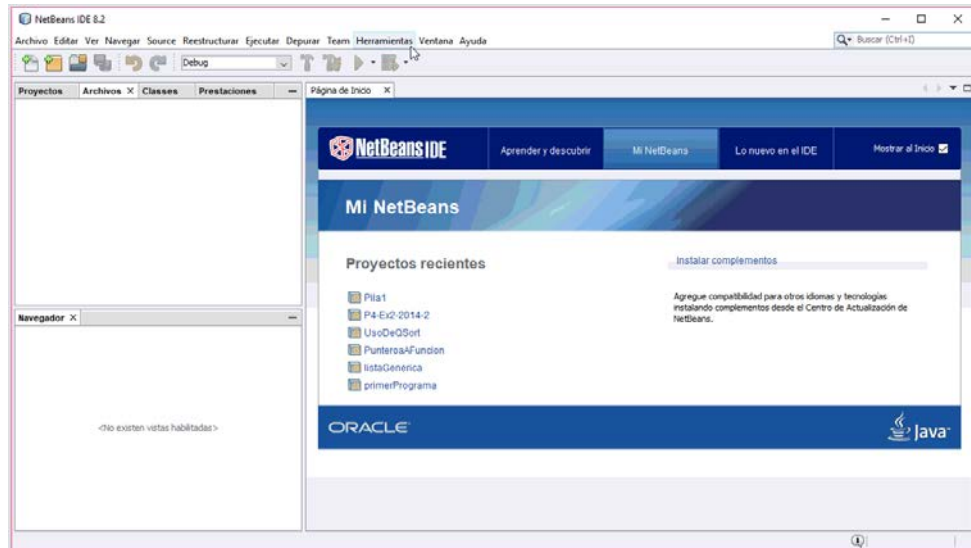 NetBeans IDE 8.2
Archivo Editar Ver Navegar Source Reestructurar Ejecutar Depurar Team Herramientas Ventana Ayuda
Buscar (Ctrl+I)
Debug
Proyectos Archivos X Classes Prestaciones
Página de Inicio X
NetBeans IDE
Aprender y descubrir
Mi NetBeans
Lo nuevo en el IDE
Mostrar al Inicio
Mi NetBeans
Proyectos recientes
Pila1
P4-Ex2-2014-2
UsoDeQSort
PunteroaAFuncion
listaGenerica
primerPrograma
Instalar complementos
Agregue compatibilidad para otros idiomas y tecnologías
instalando complementos desde el Centro de Actualización de
NetBeans.
Navegador X
<No existen vistas habilitadas>
ORACLE
Java